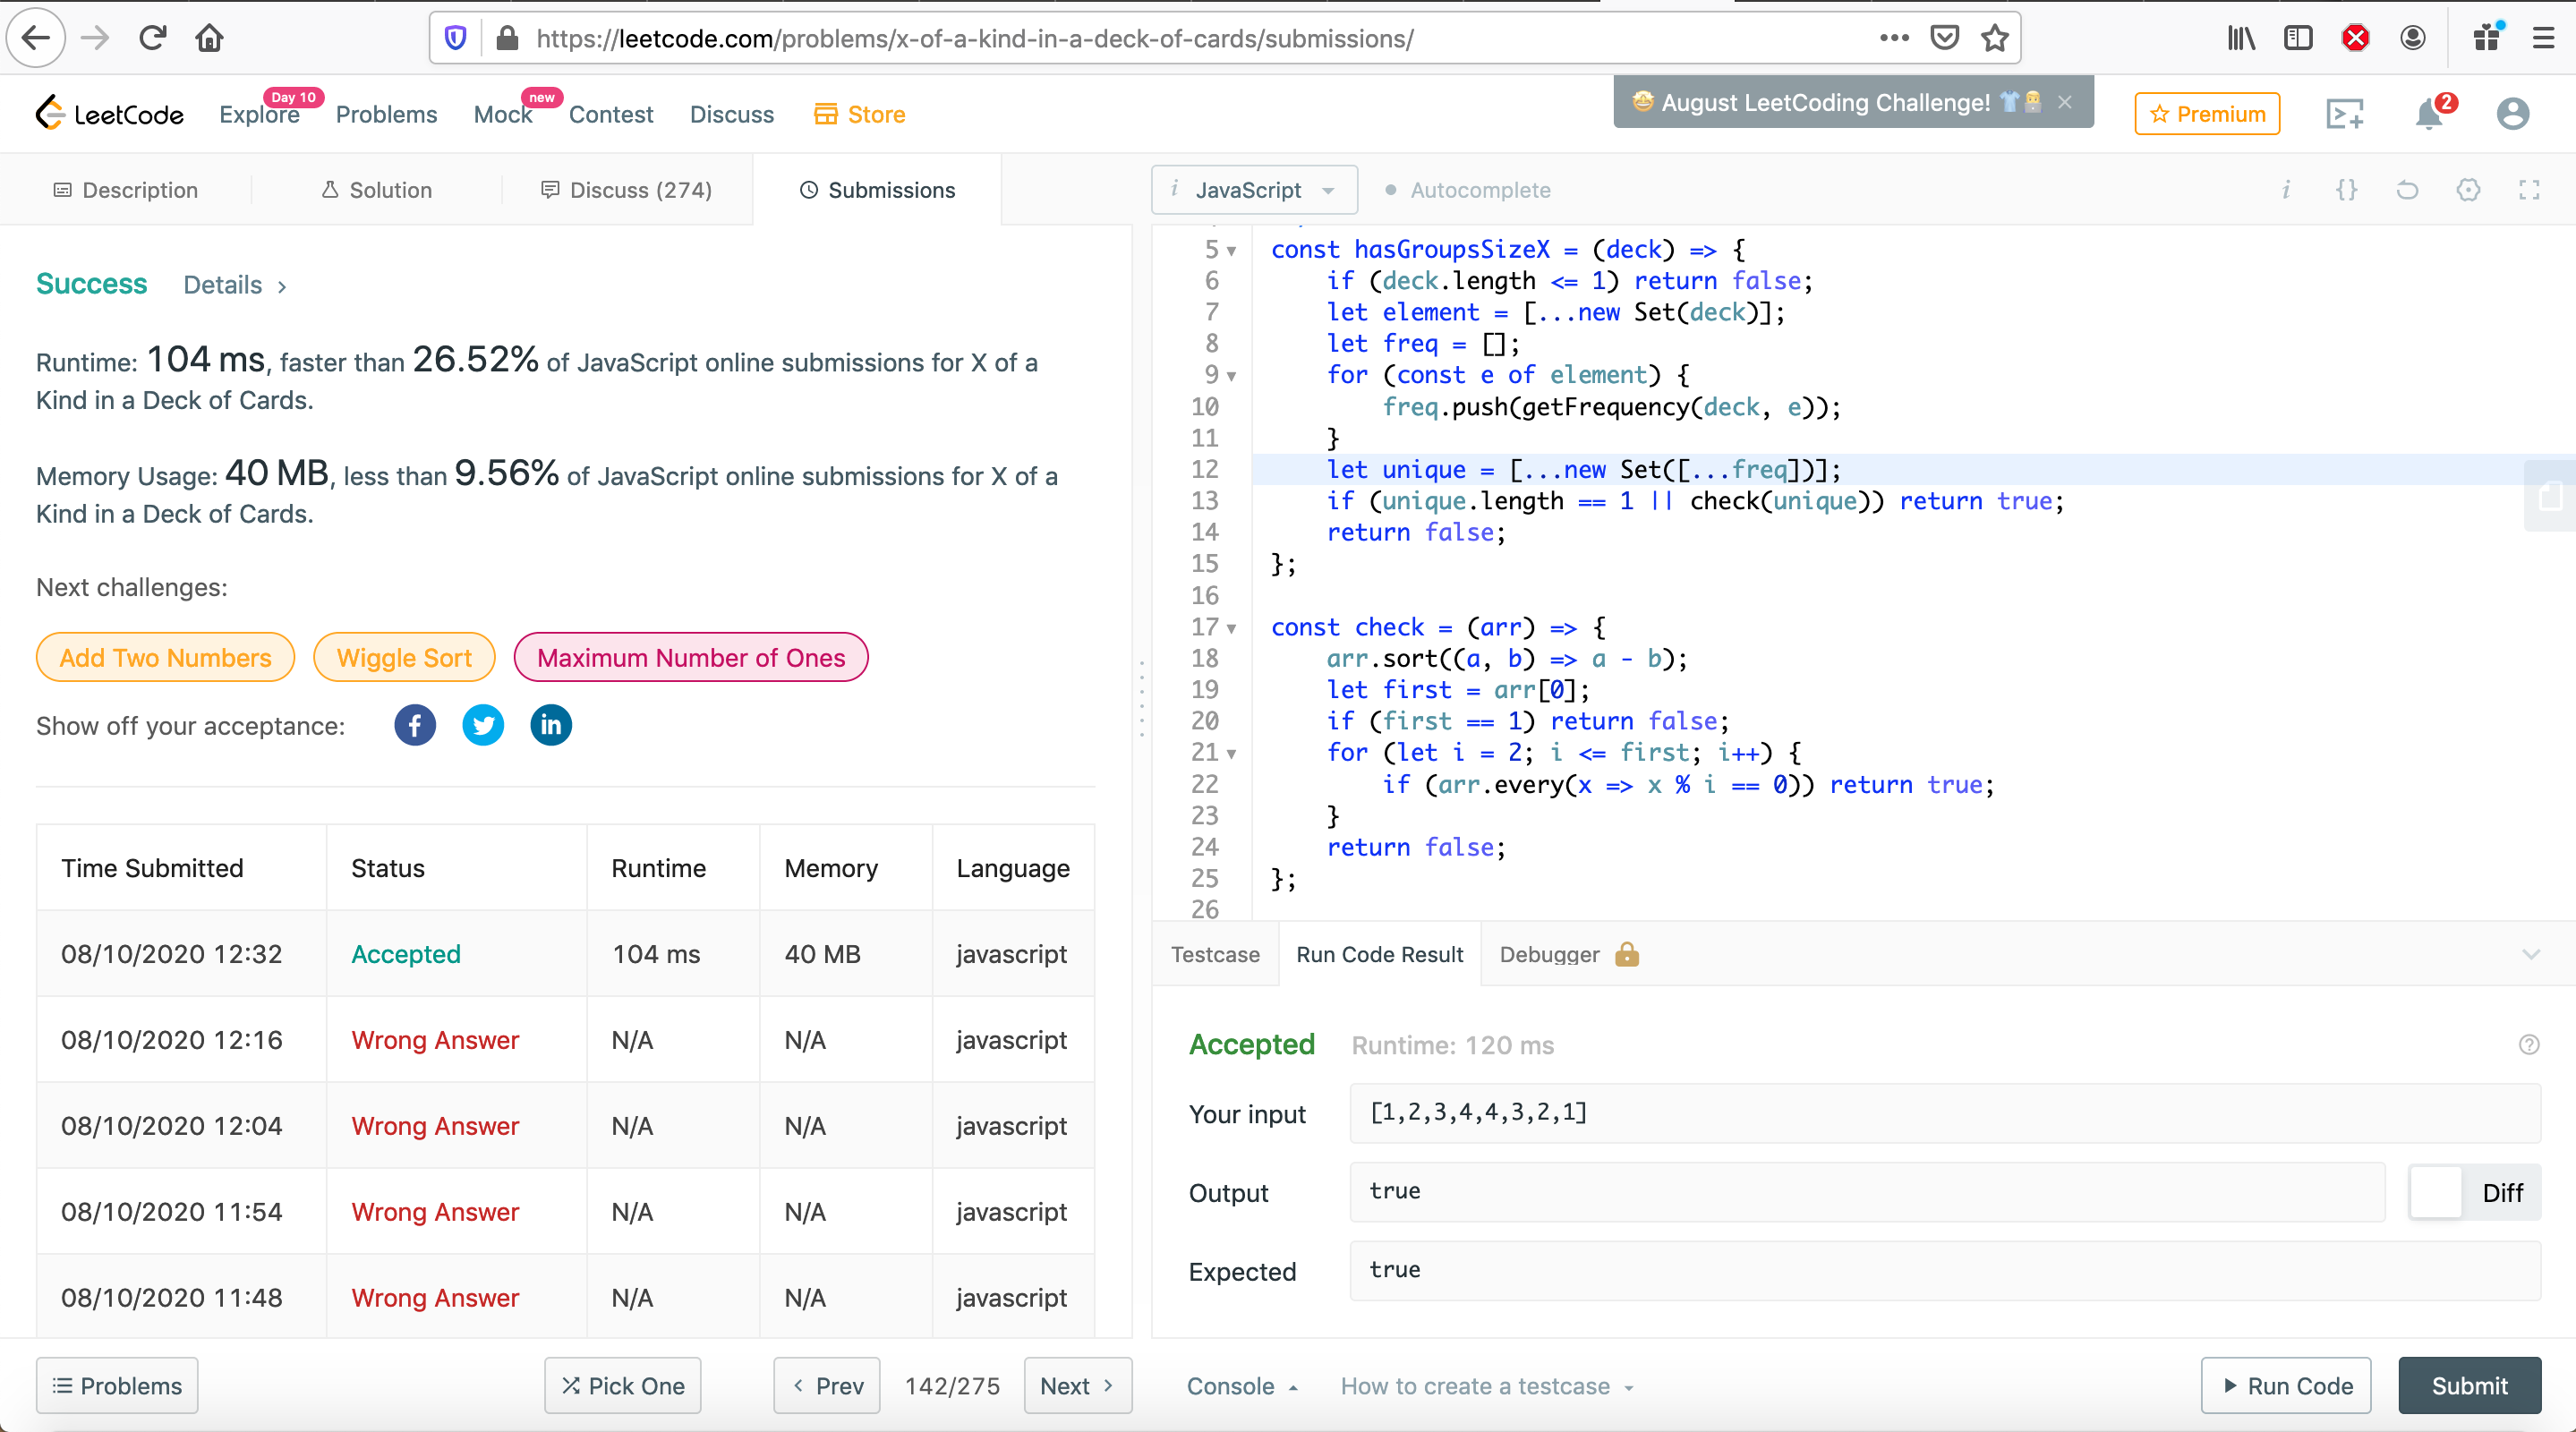 https://leetcode.com/problems/x-of-a-kind-in-a-deck-of-cards/submissions/
LeetCode
Explore
Day 10
Problems
Mock
new
Contest
Discuss
Store
August LeetCoding Challenge!
Premium
2
Description
Solution
Discuss (274)
Submissions
Success
Details
Runtime: 104 ms, faster than 26.52% of JavaScript online submissions for X of a
Kind in a Deck of Cards.
Memory Usage: 40 MB, less than 9.56% of JavaScript online submissions for X of a
Kind in a Deck of Cards.
Next challenges:
Add Two Numbers
Wiggle Sort
Maximum Number of Ones
Show off your acceptance:
Time Submitted Status Runtime Memory Language
08/10/2020 12:32 Accepted 104 ms 40 MB javascript
08/10/2020 12:16 Wrong Answer N/A N/A javascript
08/10/2020 12:04 Wrong Answer N/A N/A javascript
08/10/2020 11:54 Wrong Answer N/A N/A javascript
08/10/2020 11:48 Wrong Answer N/A N/A javascript
Problems
Pick One
Prev
142/275
Next
i JavaScript
Autocomplete
5 const hasGroupsSizeX = (deck) => {
6 if (deck.length <= 1) return false;
7 let element = [...new Set(deck)];
8 let freq = [];
9 for (const e of element) {
10 freq.push(getFrequency(deck, e));
11 }
12 let unique = [...new Set([...freq])];
13 if (unique.length == 1 || check(unique)) return true;
14 return false;
15 };
16
17 const check = (arr) => {
18 arr.sort((a, b) => a - b);
19 let first = arr[0];
20 if (first == 1) return false;
21 for (let i = 2; i <= first; i++) {
22 if (arr.every(x => x % i == 0)) return true;
23 }
24 return false;
25 };
26
Testcase
Run Code Result
Debugger
Accepted
Runtime: 120 ms
Your input
[1,2,3,4,4,3,2,1]
Output
true
Diff
Expected
true
Console
How to create a testcase
Run Code
Submit